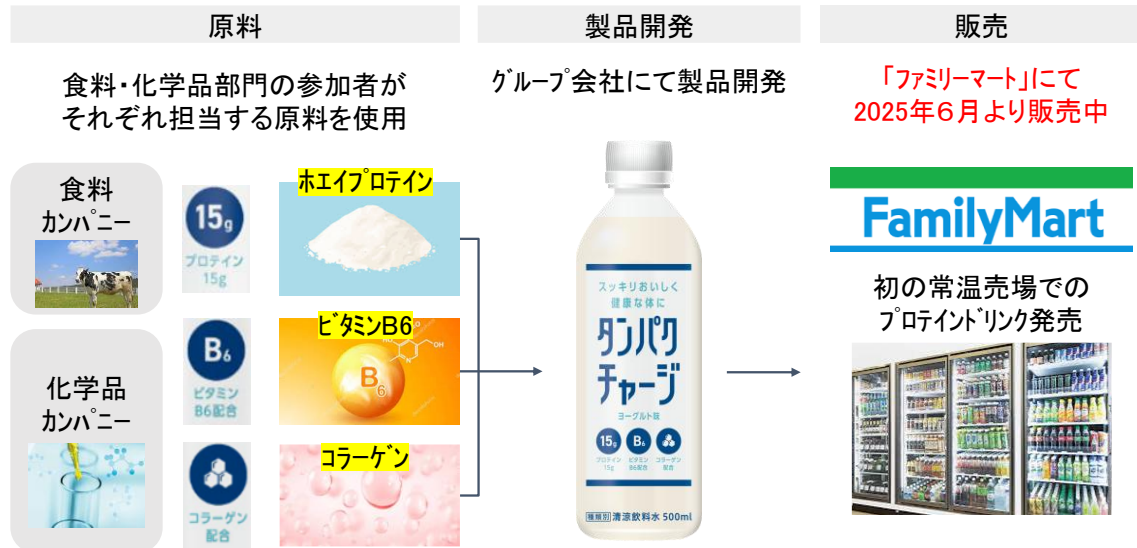 原料
製品開発
販売
食料・化学品部門の参加者が
それぞれ担当する原料を使用
グループ会社にて製品開発
「ファミリーマート」にて
2025年6月より販売中
食料
カンパニー
15g
プロテイン
15g
ホエイプロテイン
化学品
カンパニー
B6
ビタミン
B6配合
ビタミンB6
B6
OH
コラーゲン
配合
コラーゲン
スッキリおいしく
健康な体に
タンパク
チャージ
ヨーグルト味
15g
B6
プロテイン
15g
ビタミン
B6配合
コラーゲン
配合
種類別 清涼飲料水 500ml
FamilyMart
初の常温売場での
プロテインドリンク発売